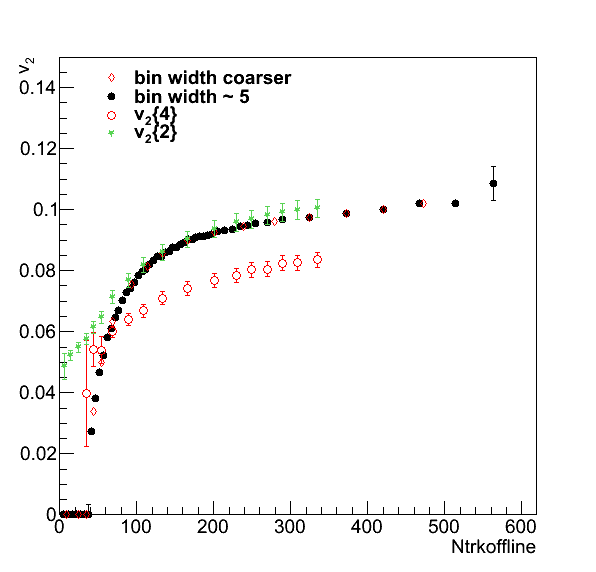 v2
0.14
0.12
0.1
0.08
0.06
0.04
0.02
0
bin width coarser
bin width ~ 5
v2{4}
v2{2}
0 100 200 300 400 500 600
Ntrkoffline